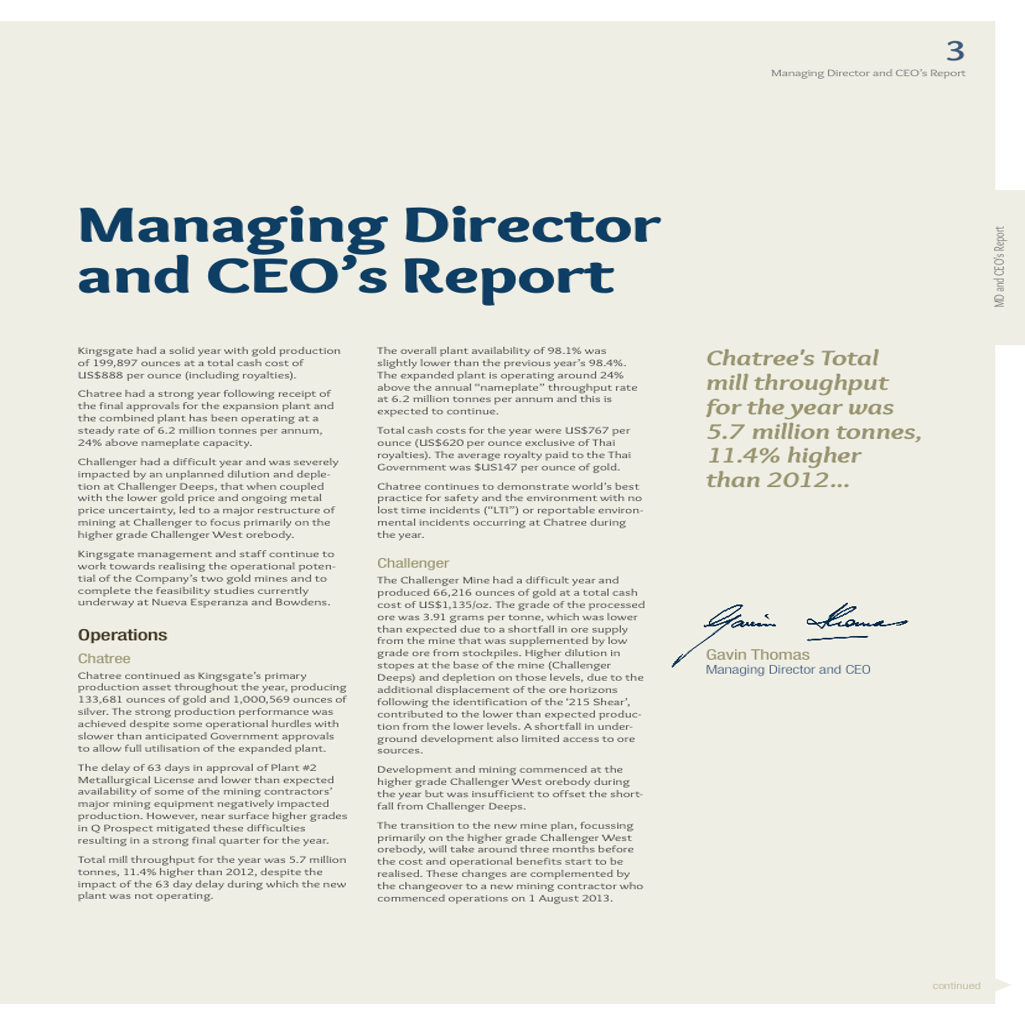 3
Managing Director and CEO's Report
Managing Director
and CEO's Report
MD and CEO's Report
Kingsgate had a solid year with gold production
of 199,897 ounces at a total cash cost of
US$888 per ounce (including royalties).
Chatree had a strong year following receipt of
the final approvals for the expansion plant and
the combined plant has been operating at a
steady rate of 6.2 million tonnes per annum,
24% above nameplate capacity.
Challenger had a difficult year and was severely
impacted by an unplanned dilution and deple-
tion at Challenger Deeps, that when coupled
with the lower gold price and ongoing metal
price uncertainty, led to a major restructure of
mining at Challenger to focus primarily on the
higher grade Challenger West orebody.
Kingsgate management and staff continue to
work towards realising the operational poten-
tial of the Company's two gold mines and to
complete the feasibility studies currently
underway at Nueva Esperanza and Bowdens.
Operations
Chatree
Chatree continued as Kingsgate's primary
production asset throughout the year, producing
133,681 ounces of gold and 1,000,569 ounces of
silver. The strong production performance was
achieved despite some operational hurdles with
slower than anticipated Government approvals
to allow full utilisation of the expanded plant.
The delay of 63 days in approval of Plant #2
Metallurgical License and lower than expected
availability of some of the mining contractors'
major mining equipment negatively impacted
production. However, near surface higher grades
in Q Prospect mitigated these difficulties
resulting in a strong final quarter for the year.
Total mill throughput for the year was 5.7 million
tonnes, 11.4% higher than 2012, despite the
impact of the 63 day delay during which the new
plant was not operating.
The overall plant availability of 98.1% was
slightly lower than the previous year's 98.4%.
The expanded plant is operating around 24%
above the annual “nameplate” throughput rate
at 6.2 million tonnes per annum and this is
expected to continue.
Total cash costs for the year were US$767 per
ounce (US$620 per ounce exclusive of Thai
royalties). The average royalty paid to the Thai
Government was $US147 per ounce of gold.
Chatree continues to demonstrate world's best
practice for safety and the environment with no
lost time incidents (“LTI”) or reportable environ-
mental incidents occurring at Chatree during
the year.
Challenger
The Challenger Mine had a difficult year and
produced 66,216 ounces of gold at a total cash
cost of US$1,135/oz. The grade of the processed
ore was 3.91 grams per tonne, which was lower
than expected due to a shortfall in ore supply
from the mine that was supplemented by low
grade ore from stockpiles. Higher dilution in
stopes at the base of the mine (Challenger
Deeps) and depletion on those levels, due to the
additional displacement of the ore horizons
following the identification of the '215 Shear',
contributed to the lower than expected produc-
tion from the lower levels. A shortfall in under-
ground development also limited access to ore
sources.
Development and mining commenced at the
higher grade Challenger West orebody during
the year but was insufficient to offset the short-
fall from Challenger Deeps.
The transition to the new mine plan, focussing
primarily on the higher grade Challenger West
orebody, will take around three months before
the cost and operational benefits start to be
realised. These changes are complemented by
the changeover to a new mining contractor who
commenced operations on 1 August 2013.
Chatree's Total
mill throughput
for the year was
5.7 million tonnes,
11.4% higher
than 2012...
Gavin Thomas
Gavin Thomas
Managing Director and CEO
continued